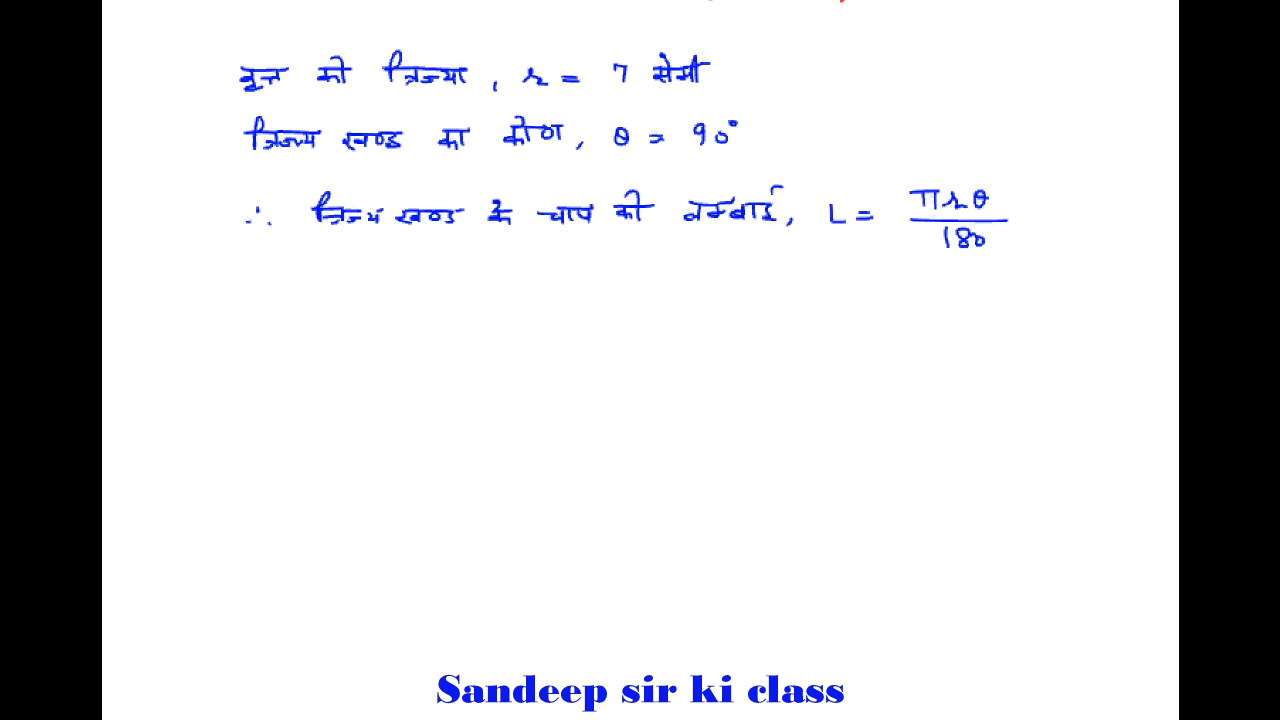 वृत्त की त्रिज्या, r = 7 सेमी
त्रिज्य खण्ड का कोण, θ = 90°
∴ त्रिज्य खण्ड के चाप की लम्बाई, L = πrθ/180
Sandeep sir ki class